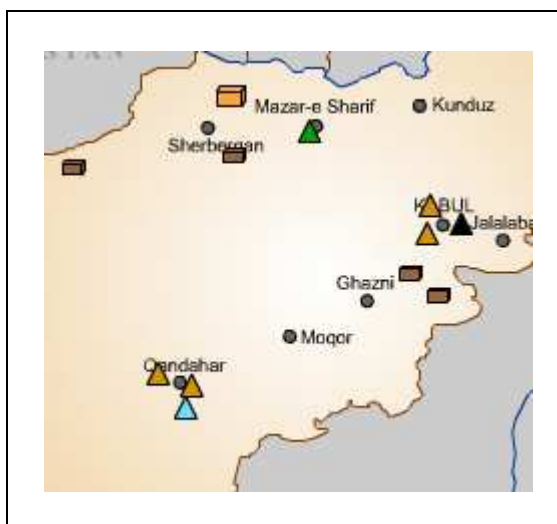 Mazar-e Sharif
Kunduz
Sherbergan
KABUL
Jalalaba
Ghazni
Moqor
Qandahar